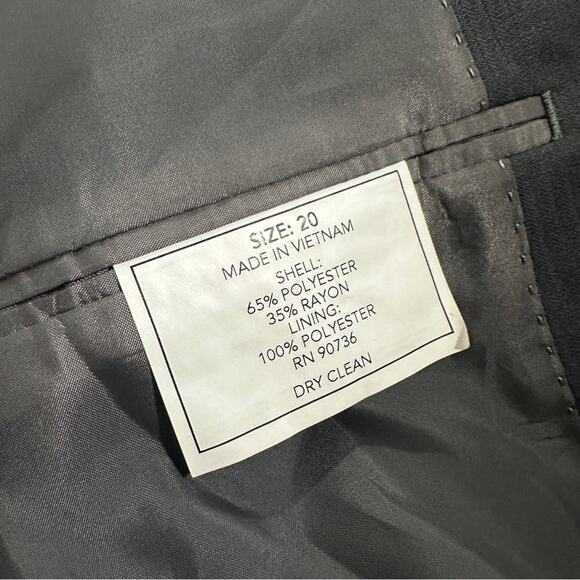 SIZE: 20
MADE IN VIETNAM
SHELL:
65% POLYESTER
35% RAYON
LINING:
100% POLYESTER
RN 90736
DRY CLEAN